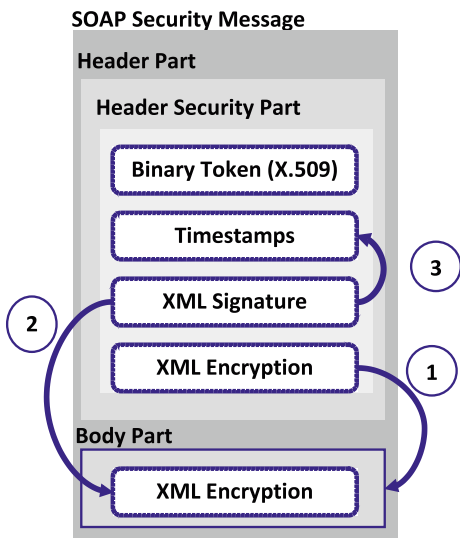 SOAP Security Message
Header Part
Header Security Part
Binary Token (X.509)
Timestamps
3
XML Signature
2
XML Encryption
1
Body Part
XML Encryption